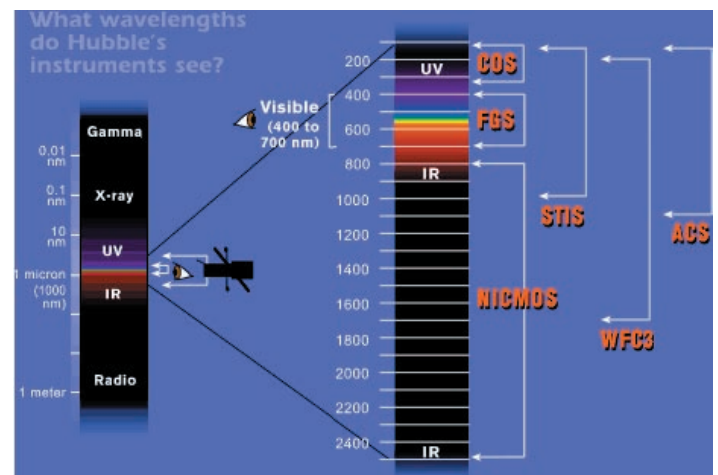 What wavelengths
do Hubble's
instruments see?
Gamma
0.01
nm
0.1
nm
X-ray
10
nm
UV
1 micron
(1000
nm)
IR
Radio
1 meter
Visible
(400 to
700 nm)
200
400
600
800
1000
1200
1400
1600
1800
2000
2200
2400
UV
IR
IR
COS
FGS
STIS
ACS
NICMOS
WFC3